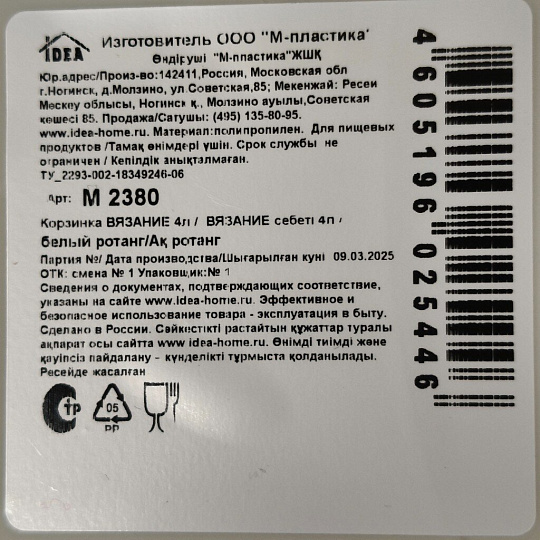 IDEA
Изготовитель ООО "М-пластика"
Өндіруші "М-пластика"ЖШҚ
Юр.адрес/Произ-во:142411,Россия, Московская обл
г.Ногинск, д.Молзино, ул.Советская,85; Мекенжай: Ресей
Мәскеу облысы, Ногинск қ., Молзино ауылы,Советская
көшесі 85. Продажа/Сатушы: (495) 135-80-95.
www.idea-home.ru. Материал:полипропилен. Для пищевых
продуктов /Тамақ өнімдері үшін. Срок службы не
ограничен / Кепілдік анықталмаған.
ТУ_2293-002-18349246-06
Арт: М 2380
Корзинка ВЯЗАНИЕ 4л / ВЯЗАНИЕ себеті 4л /
белый ротанг/Ақ ротанг
Партия №/ Дата производства/Шығарылған күні 09.03.2025
ОТК: смена № 1 Упаковщик:№ 1
Сведения о документах, подтверждающих соответствие,
указаны на сайте www.idea-home.ru. Эффективное и
безопасное использование товара - эксплуатация в быту.
Сделано в России. Сәйкестікті растайтын құжаттар туралы
ақпарат осы сайтта www.idea-home.ru. Өнімді тиімді және
қауіпсіз пайдалану - күнделікті тұрмыста қолданылады.
Ресейде жасалған
СТР
05
PP
4605196025446